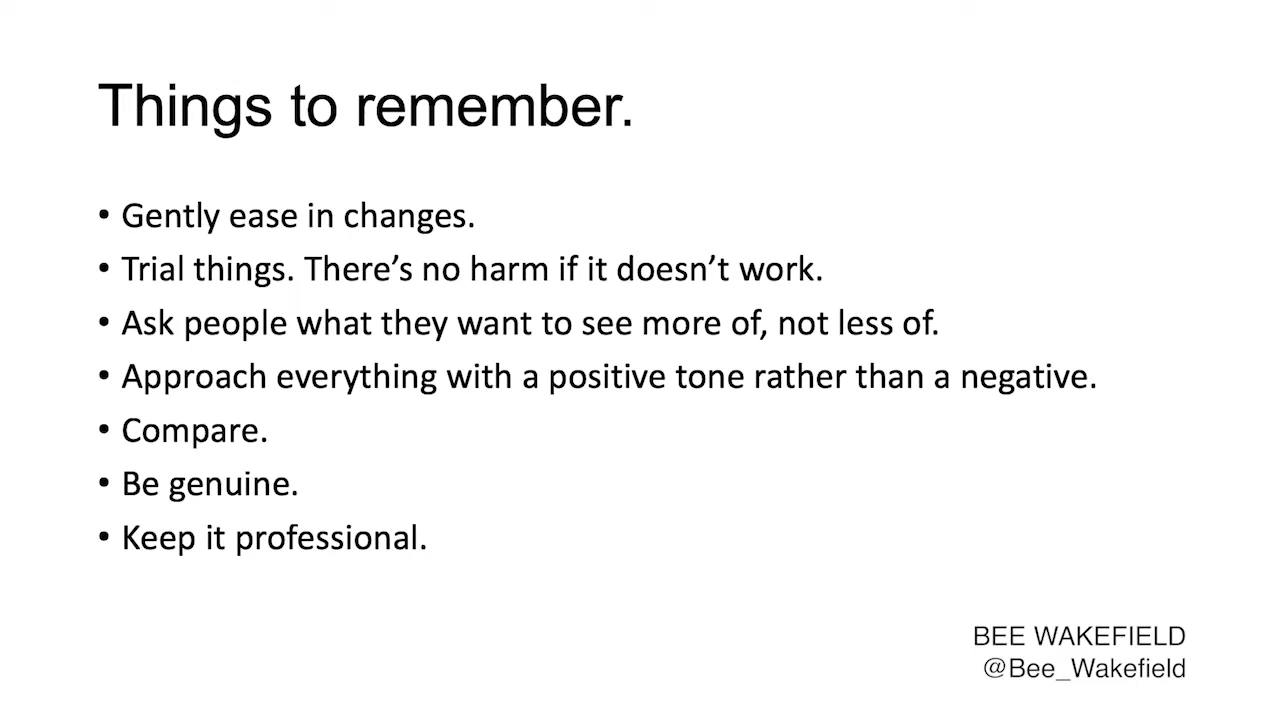 Things to remember.
• Gently ease in changes.
• Trial things. There’s no harm if it doesn’t work.
• Ask people what they want to see more of, not less of.
• Approach everything with a positive tone rather than a negative.
• Compare.
• Be genuine.
• Keep it professional.
BEE WAKEFIELD
@Bee_Wakefield